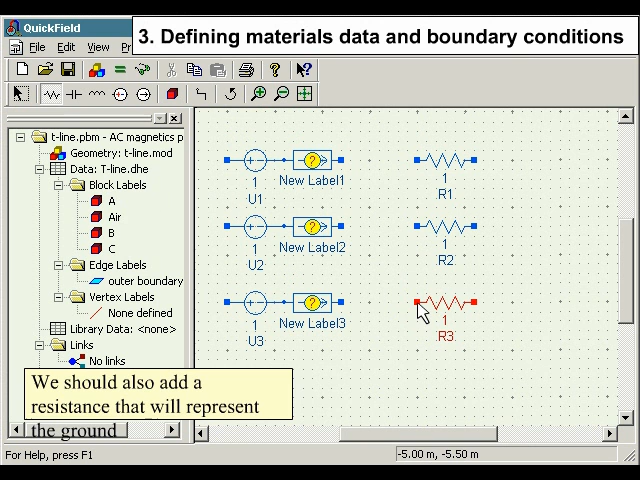 QuickField
3. Defining materials data and boundary conditions
File Edit View
t-line.pbm - AC magnetics p
Geometry: t-line.mod
Data: T-line.dhe
Block Labels
A
Air
B
C
Edge Labels
outer boundary
Vertex Labels
None defined
Library Data: <none>
Links
No links
1
U1
New Label1
1
R1
1
U2
New Label2
1
R2
1
U3
New Label3
1
R3
We should also add a
resistance that will represent
the ground
For Help, press F1
-5.00 m, -5.50 m